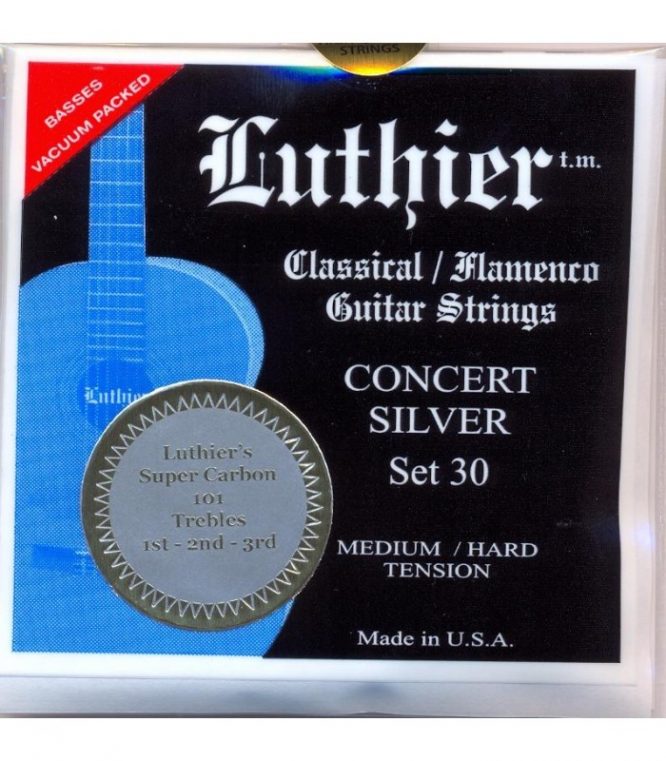 STRINGS
BASSES
VACUUM PACKED
Luthier t.m.
Classical / Flamenco
Guitar Strings
CONCERT
SILVER
Set 30
Luthier
Luthier's
Super Carbon
101
Trebles
1st - 2nd - 3rd
MEDIUM / HARD
TENSION
Made in U.S.A.